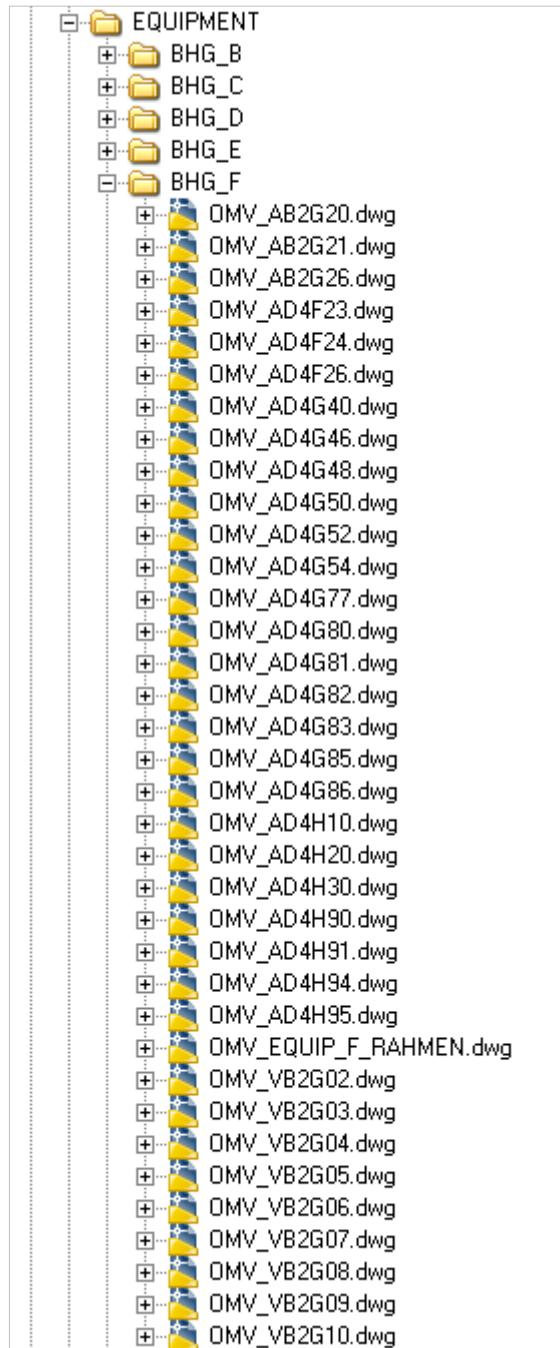 EQUIPMENT
BHG_B
BHG_C
BHG_D
BHG_E
BHG_F
OMV_AB2G20.dwg
OMV_AB2G21.dwg
OMV_AB2G26.dwg
OMV_AD4F23.dwg
OMV_AD4F24.dwg
OMV_AD4F26.dwg
OMV_AD4G40.dwg
OMV_AD4G46.dwg
OMV_AD4G48.dwg
OMV_AD4G50.dwg
OMV_AD4G52.dwg
OMV_AD4G54.dwg
OMV_AD4G77.dwg
OMV_AD4G80.dwg
OMV_AD4G81.dwg
OMV_AD4G82.dwg
OMV_AD4G83.dwg
OMV_AD4G85.dwg
OMV_AD4G86.dwg
OMV_AD4H10.dwg
OMV_AD4H20.dwg
OMV_AD4H30.dwg
OMV_AD4H90.dwg
OMV_AD4H91.dwg
OMV_AD4H94.dwg
OMV_AD4H95.dwg
OMV_EQUIP_F_RAHMEN.dwg
OMV_VB2G02.dwg
OMV_VB2G03.dwg
OMV_VB2G04.dwg
OMV_VB2G05.dwg
OMV_VB2G06.dwg
OMV_VB2G07.dwg
OMV_VB2G08.dwg
OMV_VB2G09.dwg
OMV_VB2G10.dwg